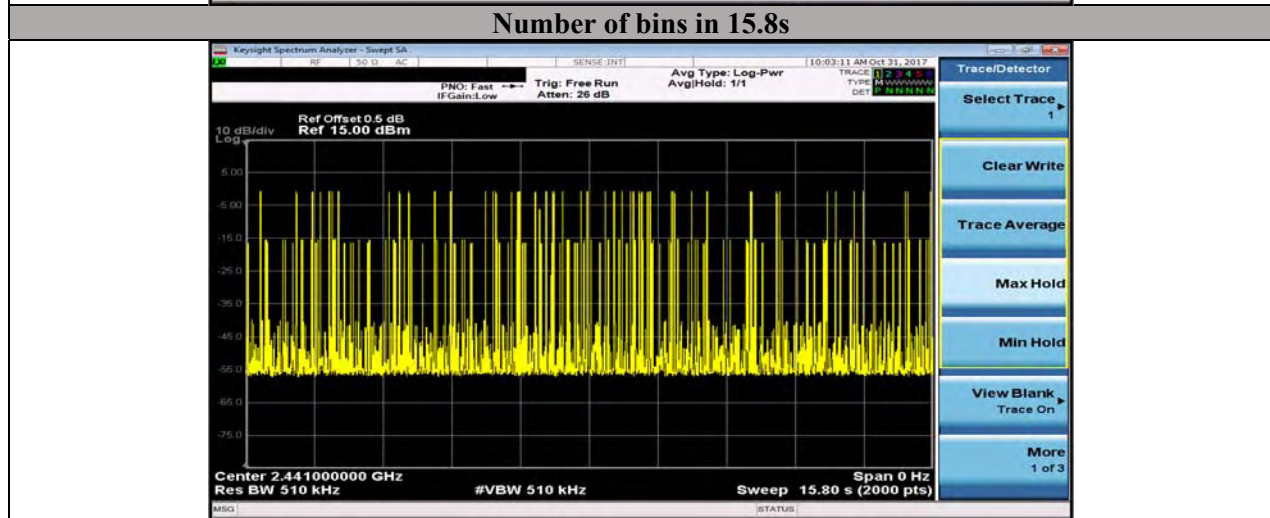 Number of bins in 15.8s
Keysight Spectrum Analyzer - Swept SA
RF 50 Ω AC SENSE:INT 10:03:11 AM Oct 31, 2017
PNO: Fast Trig: Free Run Avg Type: Log-Pwr TRACE 1 2 3 4 5 6
IFGain:Low Atten: 26 dB Avg|Hold: 1/1 TYPE M W W W W W
DET P N N N N N
Ref Offset 0.5 dB
10 dB/div Ref 15.00 dBm
Log
5.00
-5.00
-15.0
-25.0
-35.0
-45.0
-55.0
-65.0
-75.0
Center 2.441000000 GHz Span 0 Hz
Res BW 510 kHz #VBW 510 kHz Sweep 15.80 s (2000 pts)
MSG STATUS
Trace/Detector
Select Trace
1
Clear Write
Trace Average
Max Hold
Min Hold
View Blank
Trace On
More
1 of 3